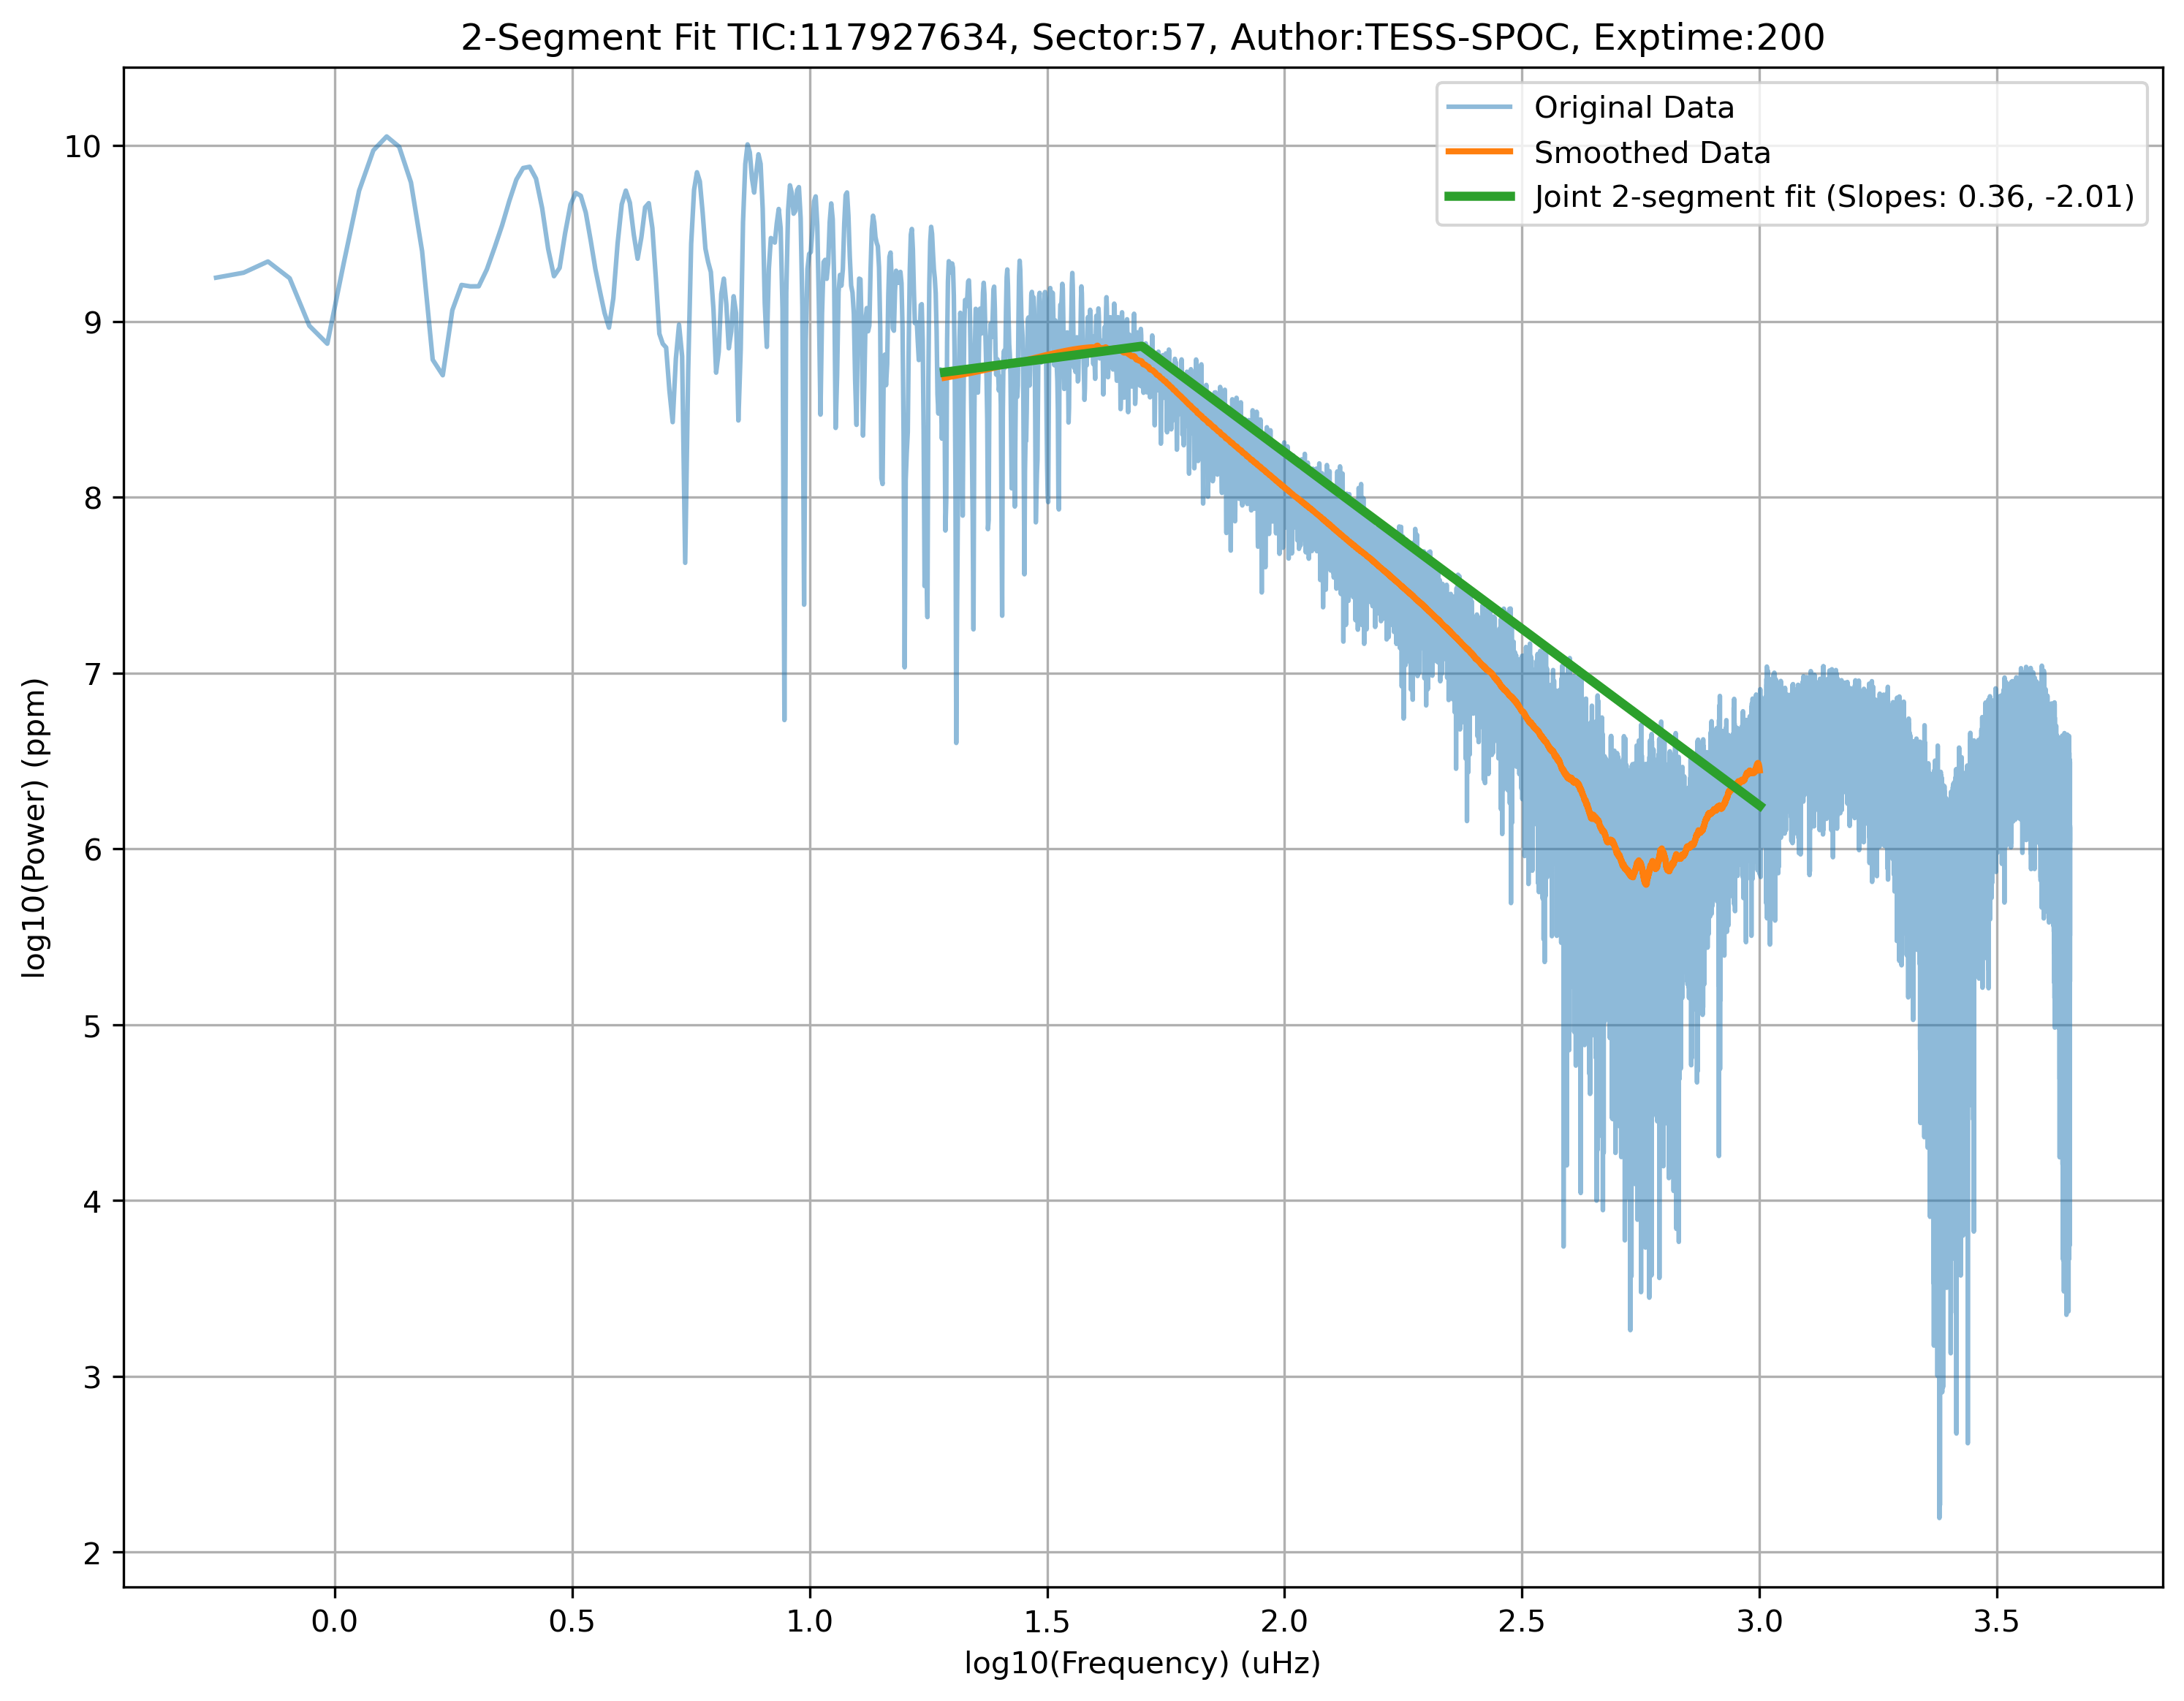 2-Segment Fit TIC:117927634, Sector:57, Author:TESS-SPOC, Exptime:200
Original Data
Smoothed Data
Joint 2-segment fit (Slopes: 0.36, -2.01)
log10(Power) (ppm)
10
9
8
7
6
5
4
3
2
0.0 0.5 1.0 1.5 2.0 2.5 3.0 3.5
log10(Frequency) (uHz)